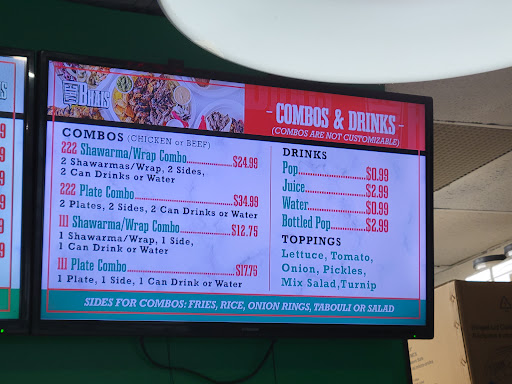 THE BROS
- COMBOS & DRINKS -
(COMBOS ARE NOT CUSTOMIZABLE)
COMBOS (CHICKEN or BEEF)
222 Shawarma/Wrap Combo..................$24.99
2 Shawarmas/Wrap, 2 Sides,
2 Can Drinks or Water
222 Plate Combo..................$34.99
2 Plates, 2 Sides, 2 Can Drinks or Water
111 Shawarma/Wrap Combo..................$12.75
1 Shawarma/Wrap, 1 Side,
1 Can Drink or Water
111 Plate Combo..................$17.75
1 Plate, 1 Side, 1 Can Drink or Water
DRINKS
Pop..................$0.99
Juice..................$2.99
Water..................$0.99
Bottled Pop..................$2.99
TOPPINGS
Lettuce, Tomato,
Onion, Pickles,
Mix Salad,Turnip
SIDES FOR COMBOS: FRIES, RICE, ONION RINGS, TABOULI OR SALAD